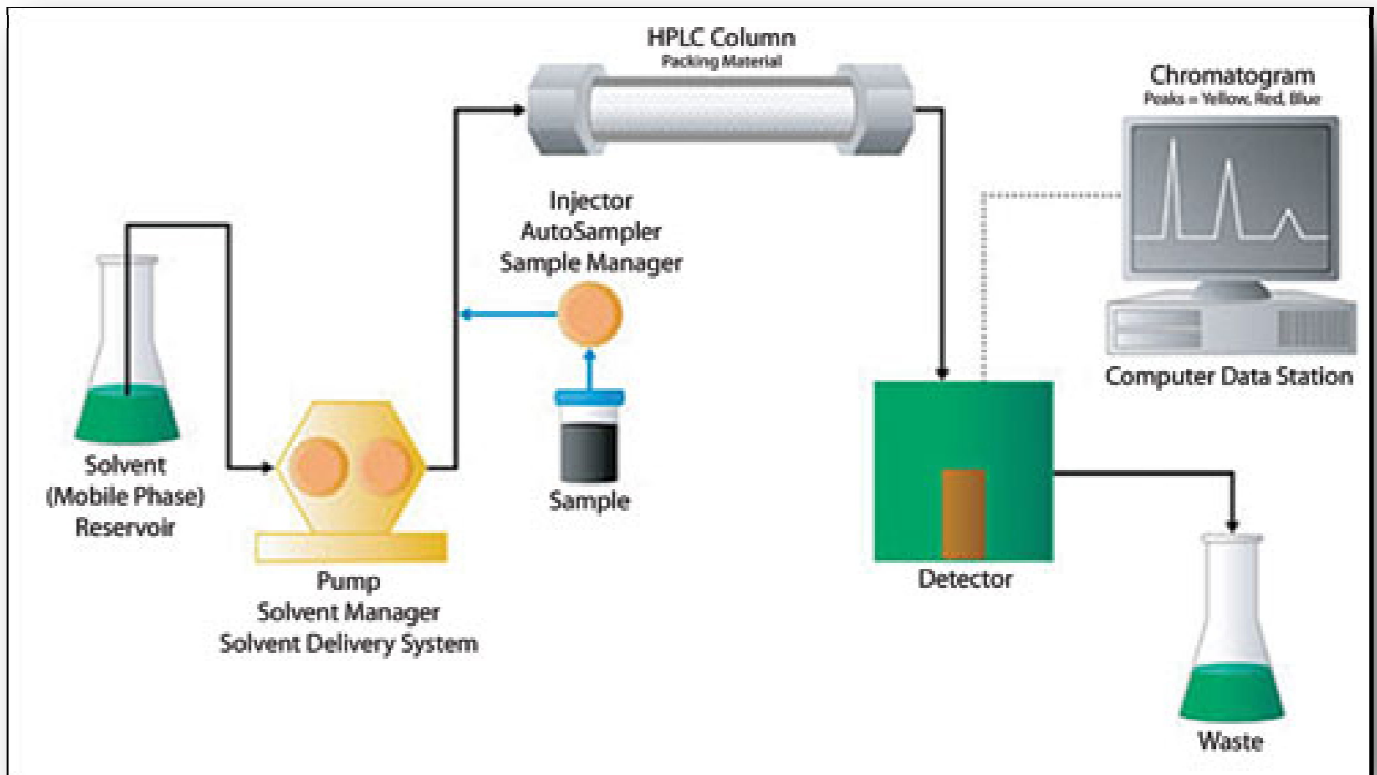 HPLC Column
Packing Material
Chromatogram
Peaks = Yellow, Red, Blue
Injector
AutoSampler
Sample Manager
Computer Data Station
Solvent
(Mobile Phase)
Reservoir
Sample
Pump
Solvent Manager
Solvent Delivery System
Detector
Waste